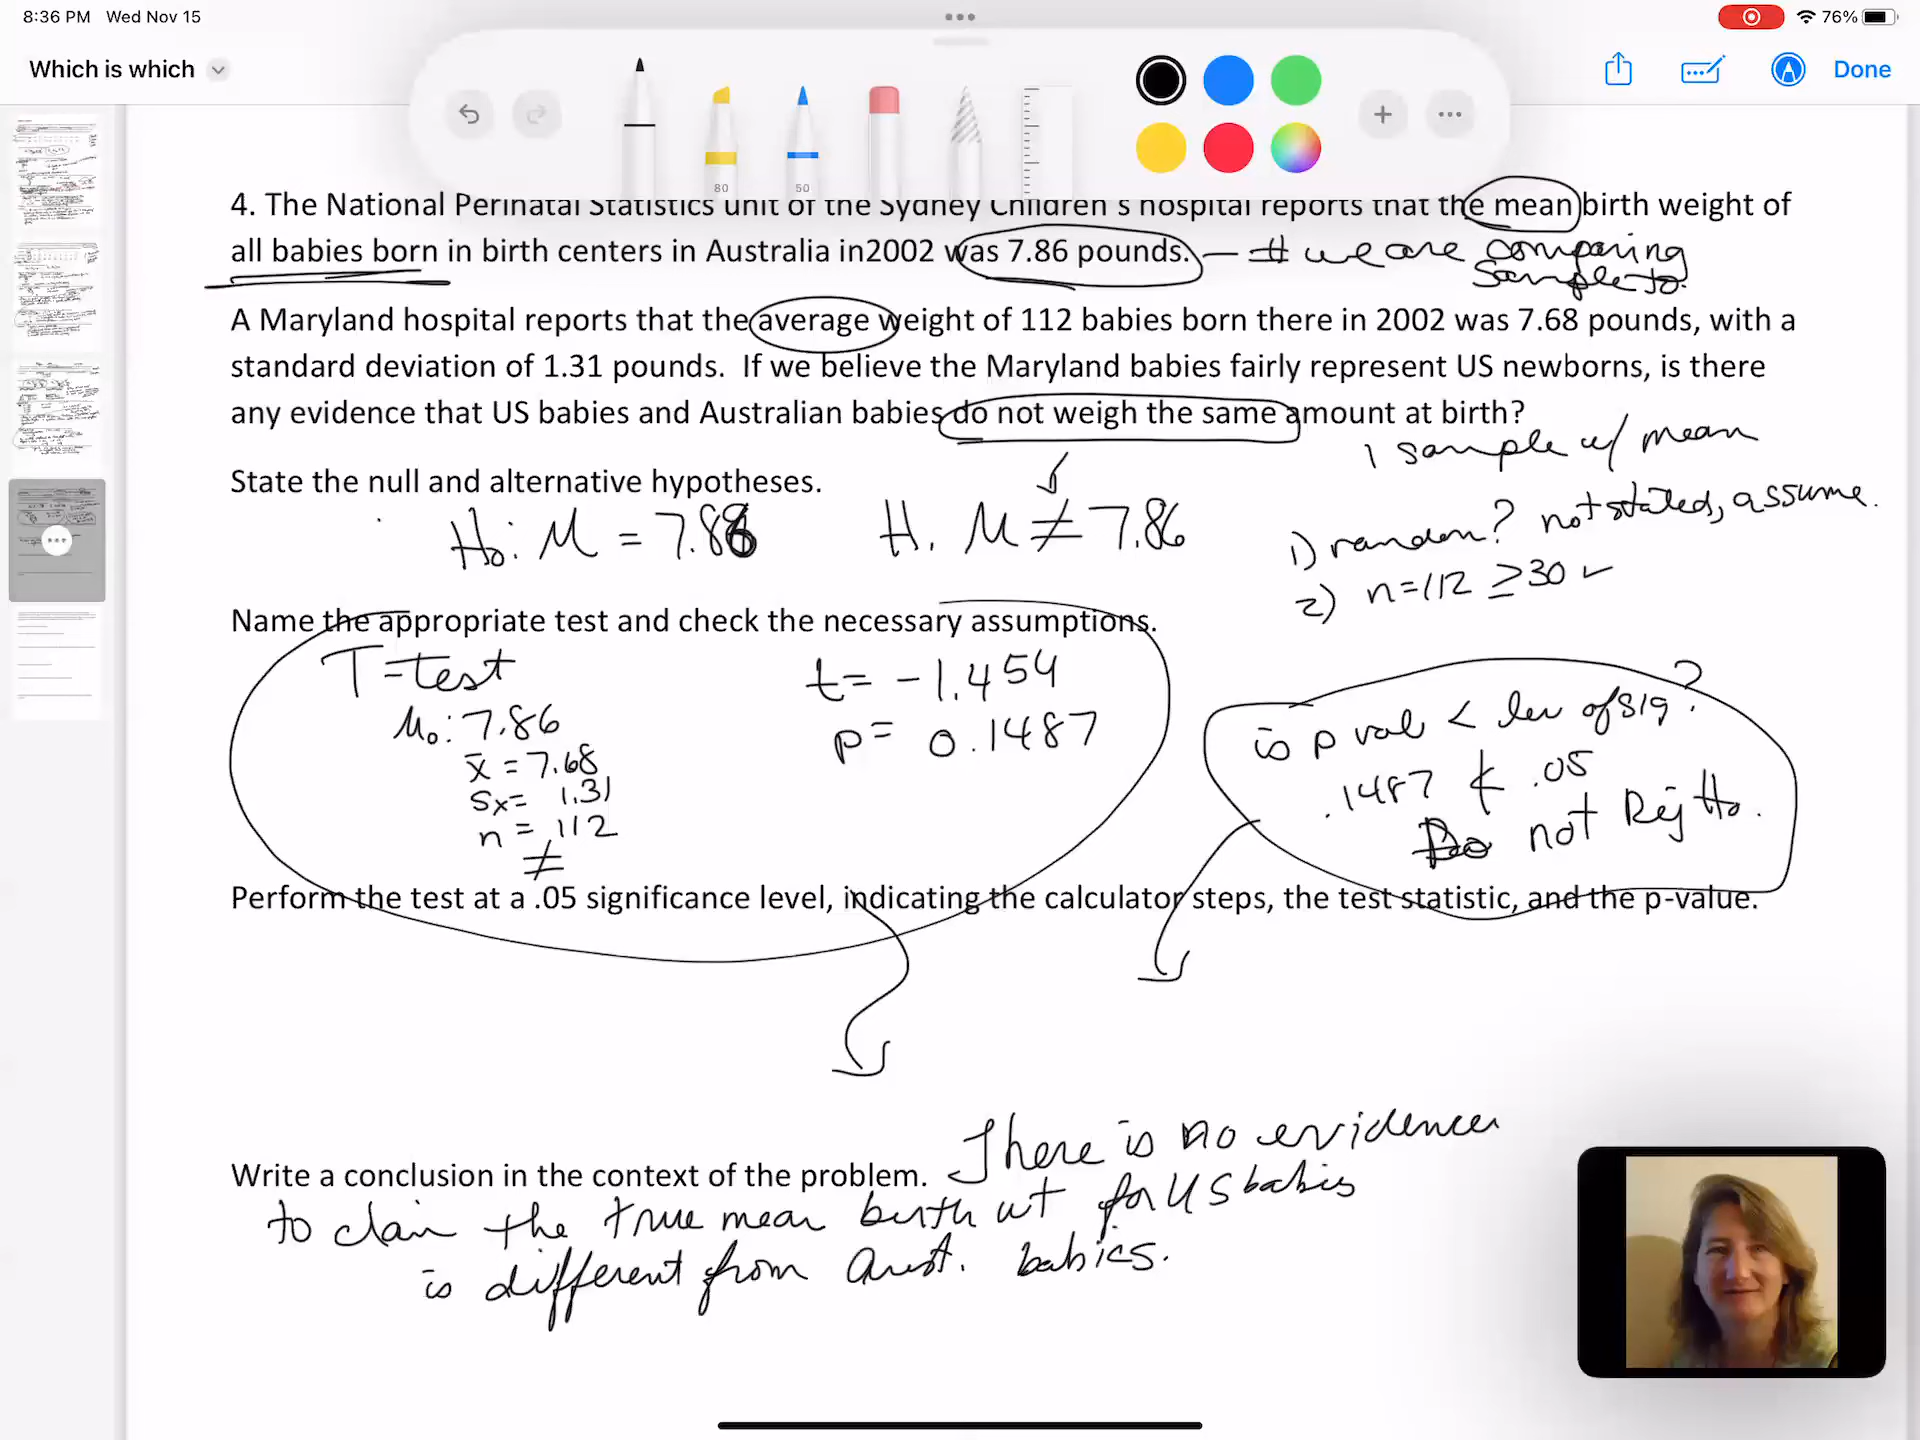 8:36 PM Wed Nov 15
76%
Which is which
Done
80
50
4. The National Perinatal Statistics unit of the Sydney Children's hospital reports that the mean birth weight of
all babies born in birth centers in Australia in2002 was 7.86 pounds. — # we are comparing
sample to.
A Maryland hospital reports that the average weight of 112 babies born there in 2002 was 7.68 pounds, with a
standard deviation of 1.31 pounds. If we believe the Maryland babies fairly represent US newborns, is there
any evidence that US babies and Australian babies do not weigh the same amount at birth?
1 sample w/ mean
State the null and alternative hypotheses.
H₀: M = 7.86 H. M ≠ 7.86
1) random? not stated, assume.
2) n=112 ≥30 ✓
Name the appropriate test and check the necessary assumptions.
T-test
M₀: 7.86
x̄ = 7.68
Sx= 1.31
n = 112
≠
t= -1.454
p= 0.1487
is p val < lev of sig?
.1487 ≮ .05
Do not Rej H₀.
Perform the test at a .05 significance level, indicating the calculator steps, the test statistic, and the p-value.
Write a conclusion in the context of the problem. There is no evidence
to claim the true mean birth wt for US babies
is different from Aust. babies.